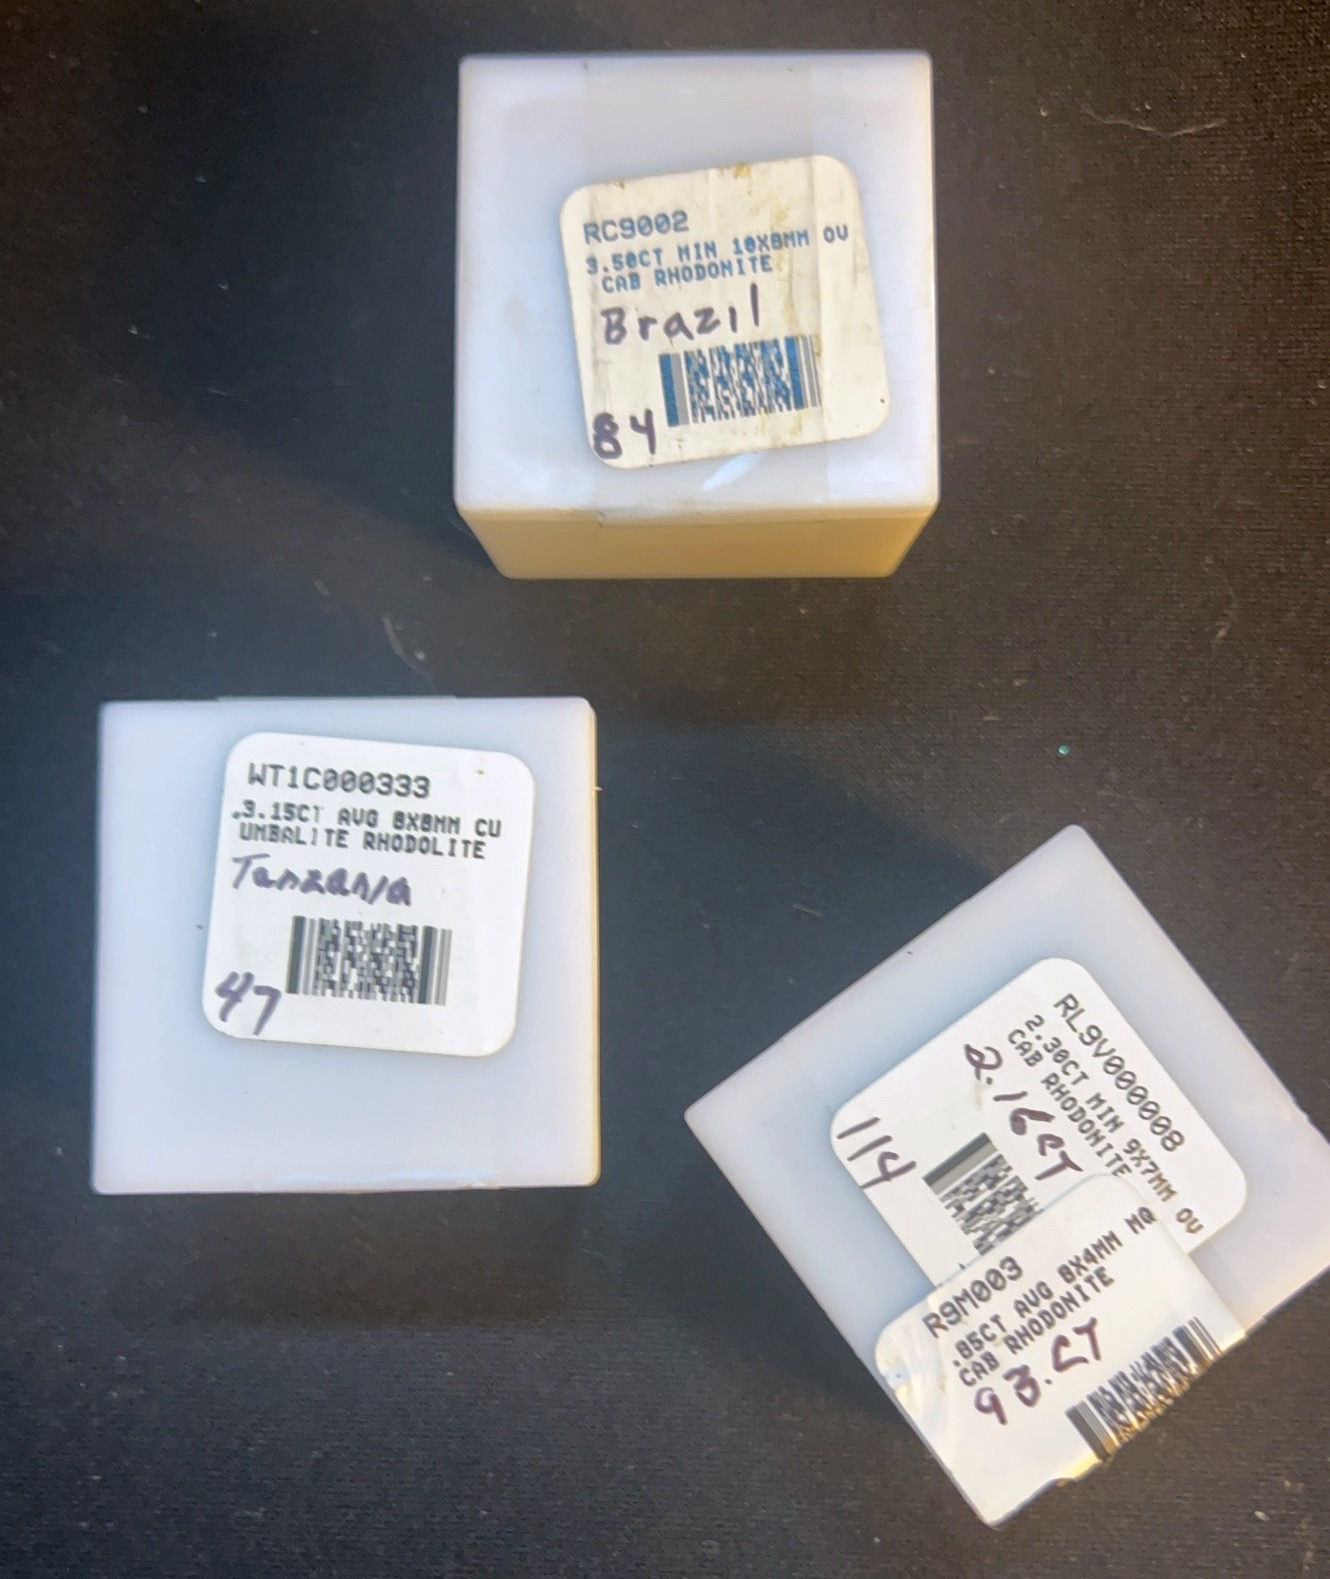 RC9002
3.50CT MIN 10X8MM OV
CAB RHODONITE
Brazil
84
WT1C000333
.3.15CT AVG 8X8MM CU
UMBALITE RHODOLITE
Tanzania
47
RL9V000008
2.30CT MIN 9X7MM OV
CAB RHODONITE
2.16CT
114
R9M003
.85CT AVG 8X4MM MQ
CAB RHODONITE
93.CT